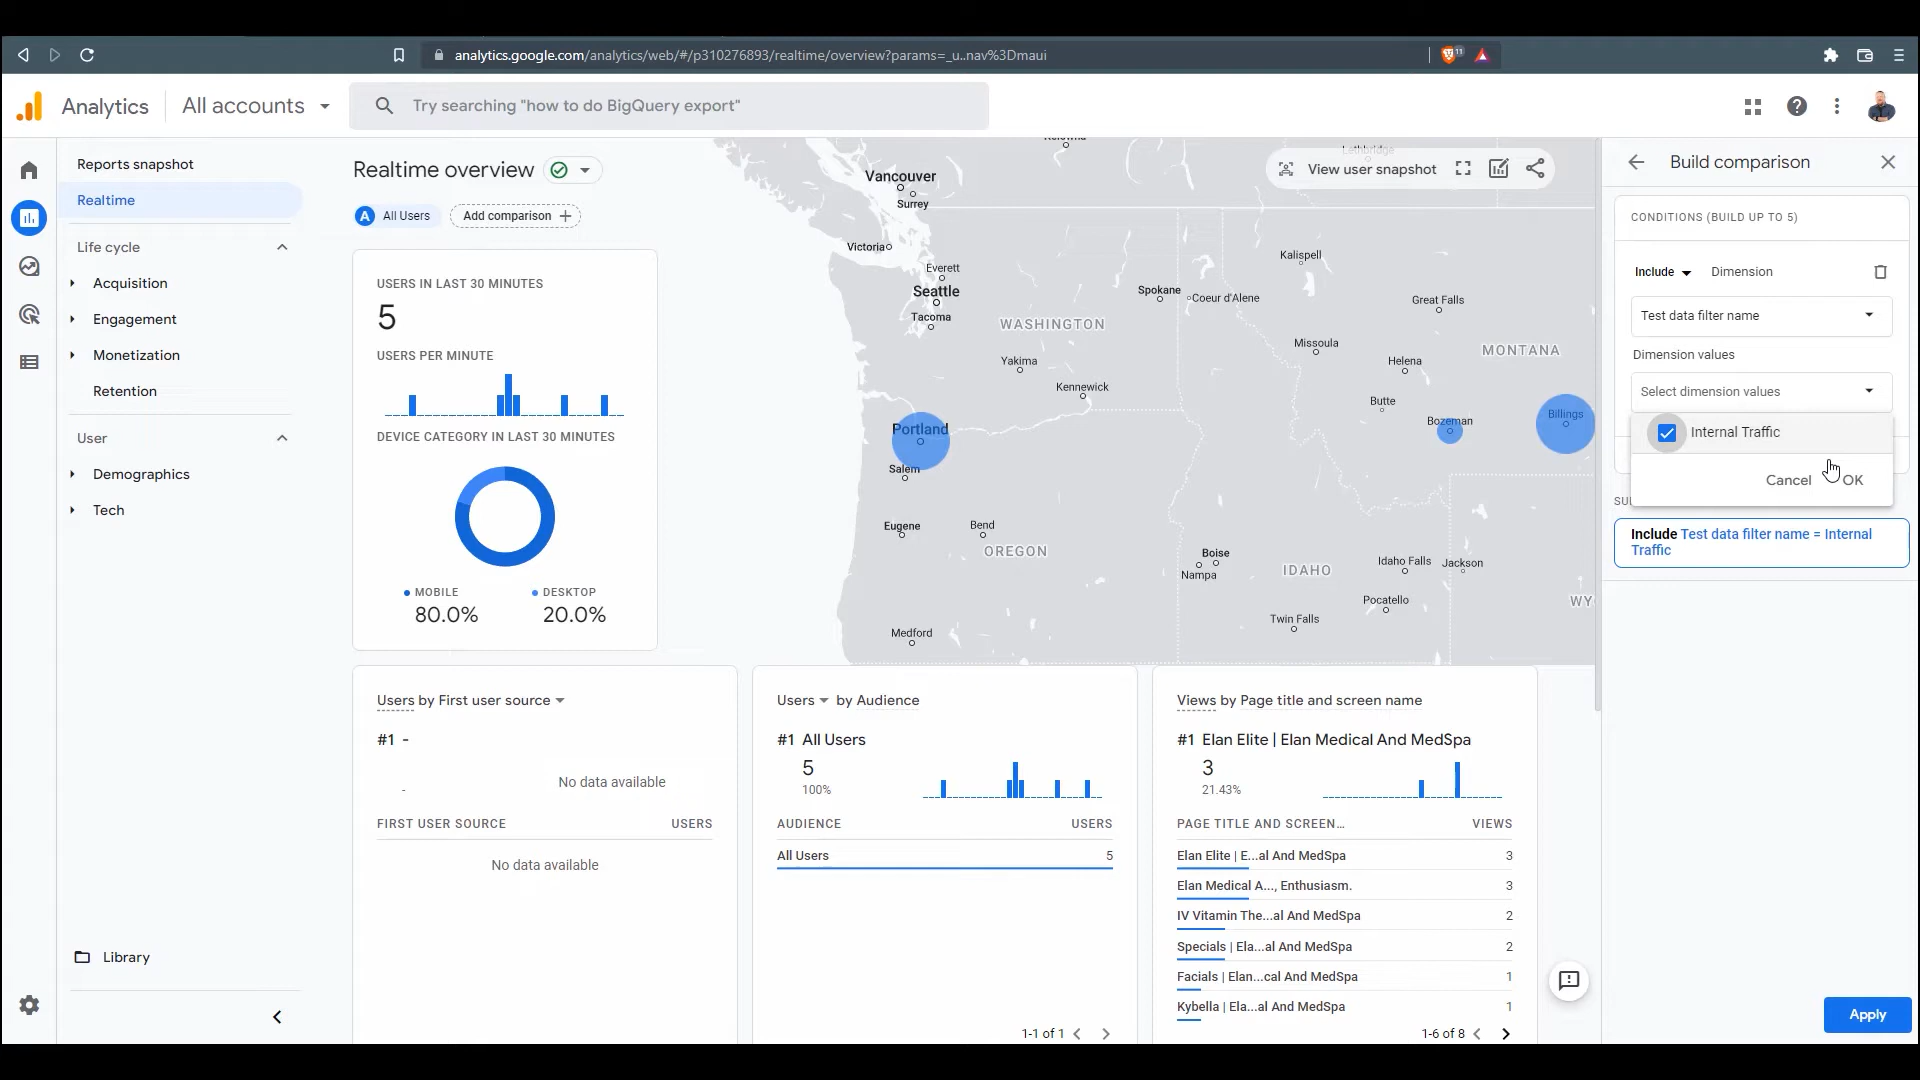 analytics.google.com/analytics/web/#/p310276893/realtime/overview?params=_u..nav%3Dmaui
11
Analytics
All accounts
Try searching "how to do BigQuery export"
Reports snapshot
Realtime
Life cycle
Acquisition
Engagement
Monetization
Retention
User
Demographics
Tech
Library
Realtime overview
A All Users
Add comparison
View user snapshot
USERS IN LAST 30 MINUTES
5
USERS PER MINUTE
DEVICE CATEGORY IN LAST 30 MINUTES
MOBILE
80.0%
DESKTOP
20.0%
Kelowna
Lethbridge
Vancouver
Surrey
Victoria
Everett
Seattle
Tacoma
WASHINGTON
Spokane
Coeur d'Alene
Kalispell
Great Falls
Missoula
Helena
MONTANA
Yakima
Kennewick
Butte
Bozeman
Billings
Portland
Salem
Eugene
Bend
OREGON
Boise
Nampa
IDAHO
Idaho Falls
Jackson
Pocatello
WY
Twin Falls
Medford
Users by First user source
#1 -
-
No data available
FIRST USER SOURCE USERS
No data available
Users by Audience
#1 All Users
5
100%
AUDIENCE USERS
All Users 5
1-1 of 1
Views by Page title and screen name
#1 Elan Elite | Elan Medical And MedSpa
3
21.43%
PAGE TITLE AND SCREEN… VIEWS
Elan Elite | E...al And MedSpa 3
Elan Medical A..., Enthusiasm. 3
IV Vitamin The...al And MedSpa 2
Specials | Ela...al And MedSpa 2
Facials | Elan...cal And MedSpa 1
Kybella | Ela...al And MedSpa 1
1-6 of 8
Build comparison
CONDITIONS (BUILD UP TO 5)
Include Dimension
Test data filter name
Dimension values
Select dimension values
Internal Traffic
Cancel OK
SU
Include Test data filter name = Internal
Traffic
Apply